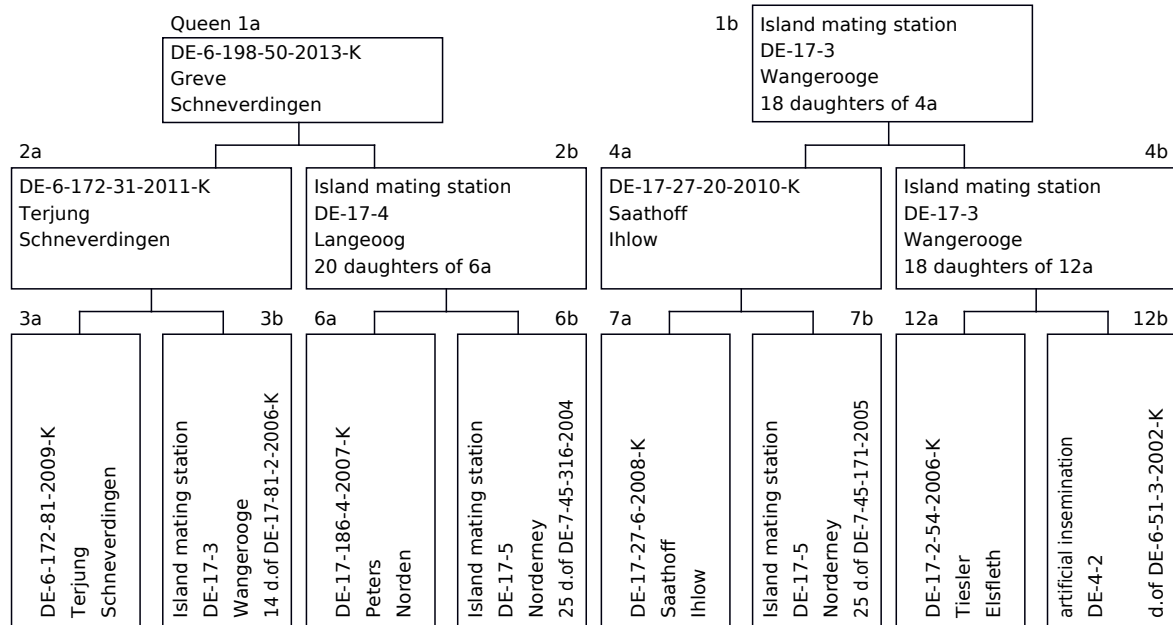 Queen 1a
DE-6-198-50-2013-K
Greve
Schneverdingen
1b
Island mating station
DE-17-3
Wangerooge
18 daughters of 4a
2a
DE-6-172-31-2011-K
Terjung
Schneverdingen
2b
Island mating station
DE-17-4
Langeoog
20 daughters of 6a
4a
DE-17-27-20-2010-K
Saathoff
Ihlow
4b
Island mating station
DE-17-3
Wangerooge
18 daughters of 12a
3a
DE-6-172-81-2009-K
Terjung
Schneverdingen
3b
Island mating station
DE-17-3
Wangerooge
14 d.of DE-17-81-2-2006-K
6a
DE-17-186-4-2007-K
Peters
Norden
6b
Island mating station
DE-17-5
Norderney
25 d.of DE-7-45-316-2004
7a
DE-17-27-6-2008-K
Saathoff
Ihlow
7b
Island mating station
DE-17-5
Norderney
25 d.of DE-7-45-171-2005
12a
DE-17-2-54-2006-K
Tiesler
Elsfleth
12b
artificial insemination
DE-4-2
d.of DE-6-51-3-2002-K